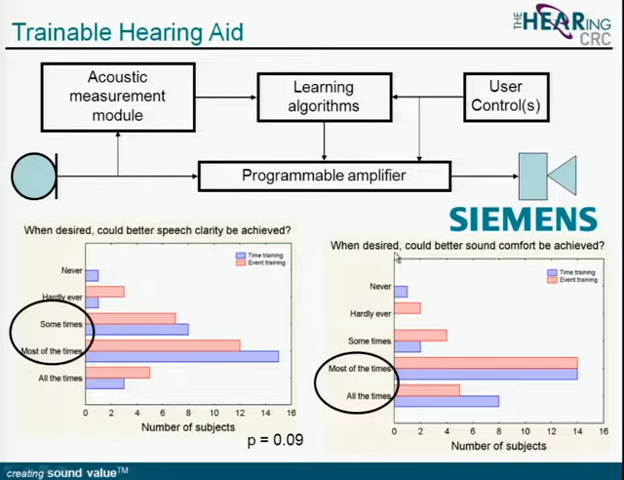 Trainable Hearing Aid
THE HEARing
CRC
Acoustic
measurement
module
Learning
algorithms
User
Control(s)
Programmable amplifier
SIEMENS
When desired, could better speech clarity be achieved?
Time training
Event training
Never
Hardly ever
Some times
Most of the times
All the times
0 2 4 6 8 10 12 14 16
Number of subjects
p = 0.09
When desired, could better sound comfort be achieved?
Time training
Event training
Never
Hardly ever
Some times
Most of the times
All the times
0 2 4 6 8 10 12 14 16
Number of subjects
creating sound value™